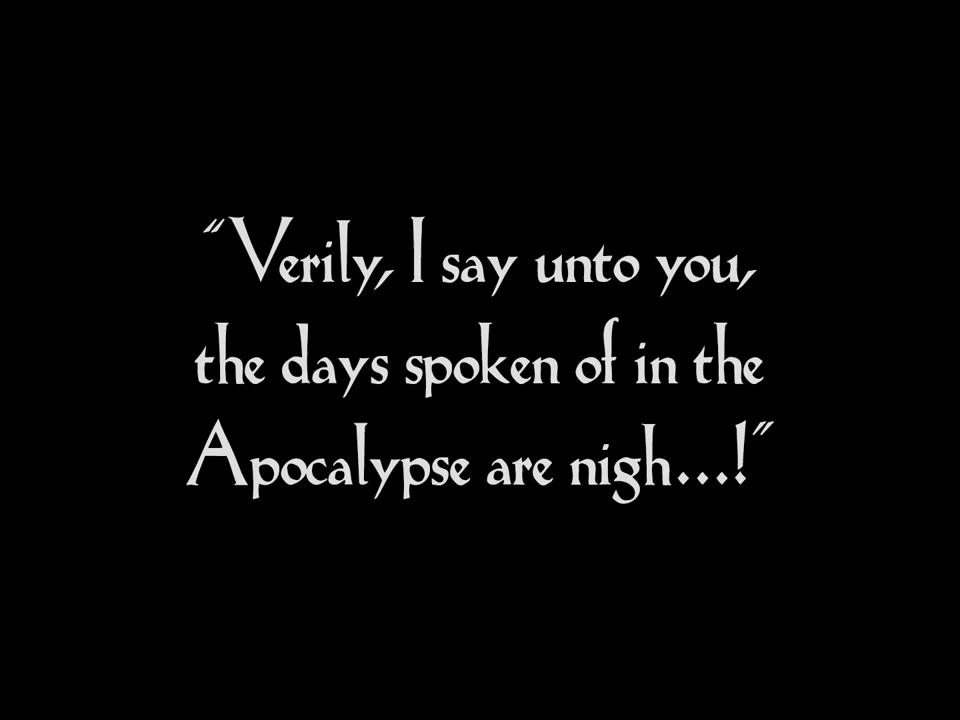 “Verily, I say unto you,
the days spoken of in the
Apocalypse are nigh...!”